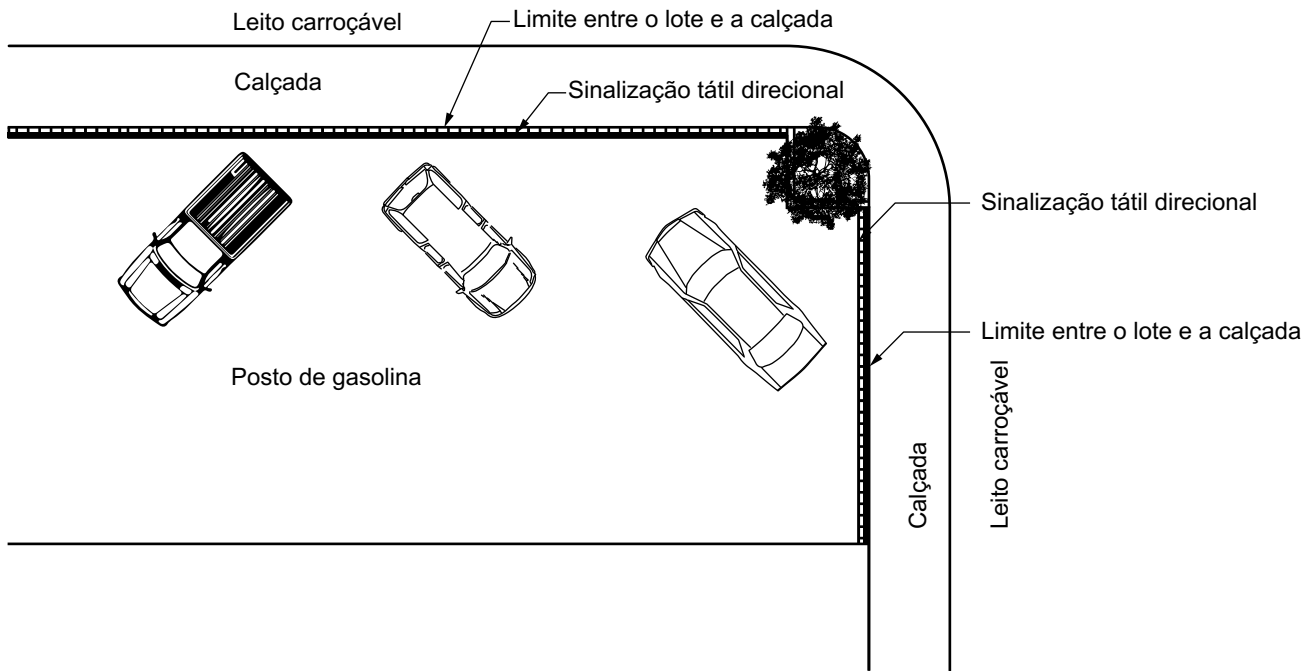 Leito carroçável
Limite entre o lote e a calçada
Calçada
Sinalização tátil direcional
Sinalização tátil direcional
Limite entre o lote e a calçada
Posto de gasolina
Calçada
Leito carroçável